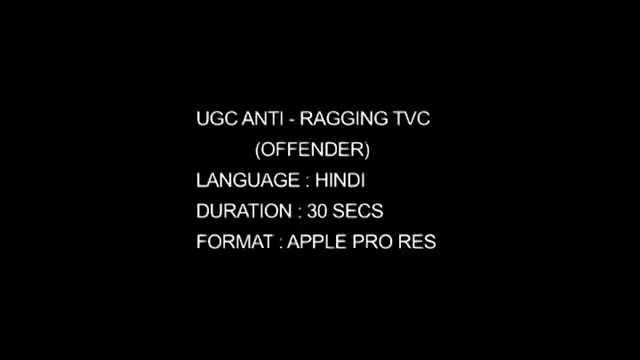 UGC ANTI - RAGGING TVC
(OFFENDER)
LANGUAGE : HINDI
DURATION : 30 SECS
FORMAT : APPLE PRO RES